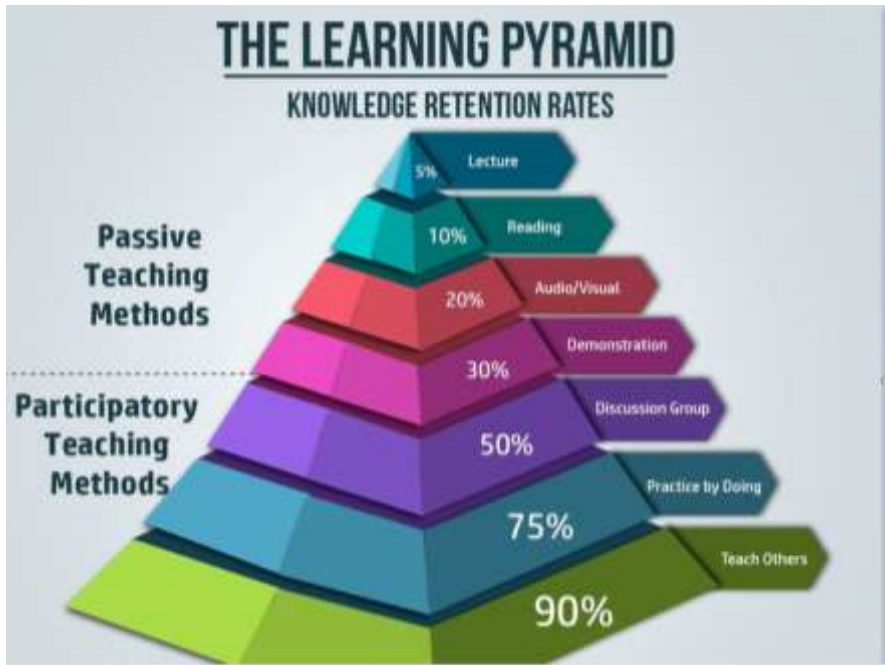 THE LEARNING PYRAMID
KNOWLEDGE RETENTION RATES
5% Lecture
10% Reading
Passive
Teaching
Methods
20% Audio/Visual
30% Demonstration
Participatory
Teaching
Methods
50% Discussion Group
75% Practice by Doing
90% Teach Others